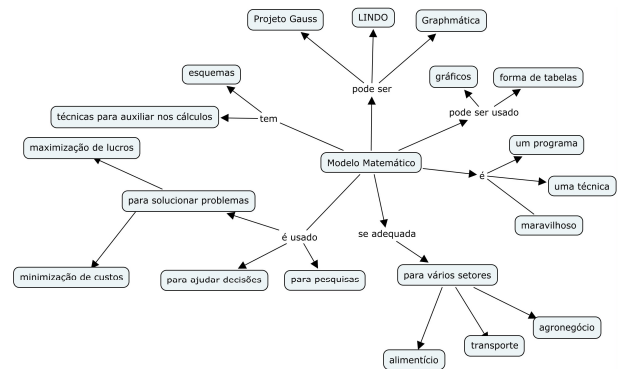 Projeto Gauss
LINDO
Graphmática
pode ser
esquemas
gráficos
forma de tabelas
pode ser usado
técnicas para auxiliar nos cálculos
tem
maximização de lucros
Modelo Matemático
um programa
é
uma técnica
para solucionar problemas
maravilhoso
é usado
se adequada
minimização de custos
para ajudar decisões
para pesquisas
para vários setores
agronegócio
transporte
alimentício